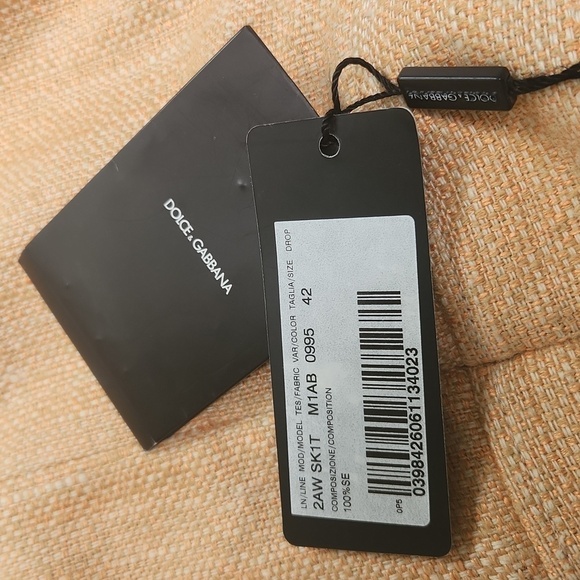 DOLCE & GABBANA
DOLCE & GABBANA
LN/LINE MOD/MODEL TES/FABRIC VAR/COLOR TAGLIA/SIZE DROP
2AW SK1T M1AB 0995 42
COMPOSIZIONE/COMPOSITION
100%SE
0P5
0398426061134023